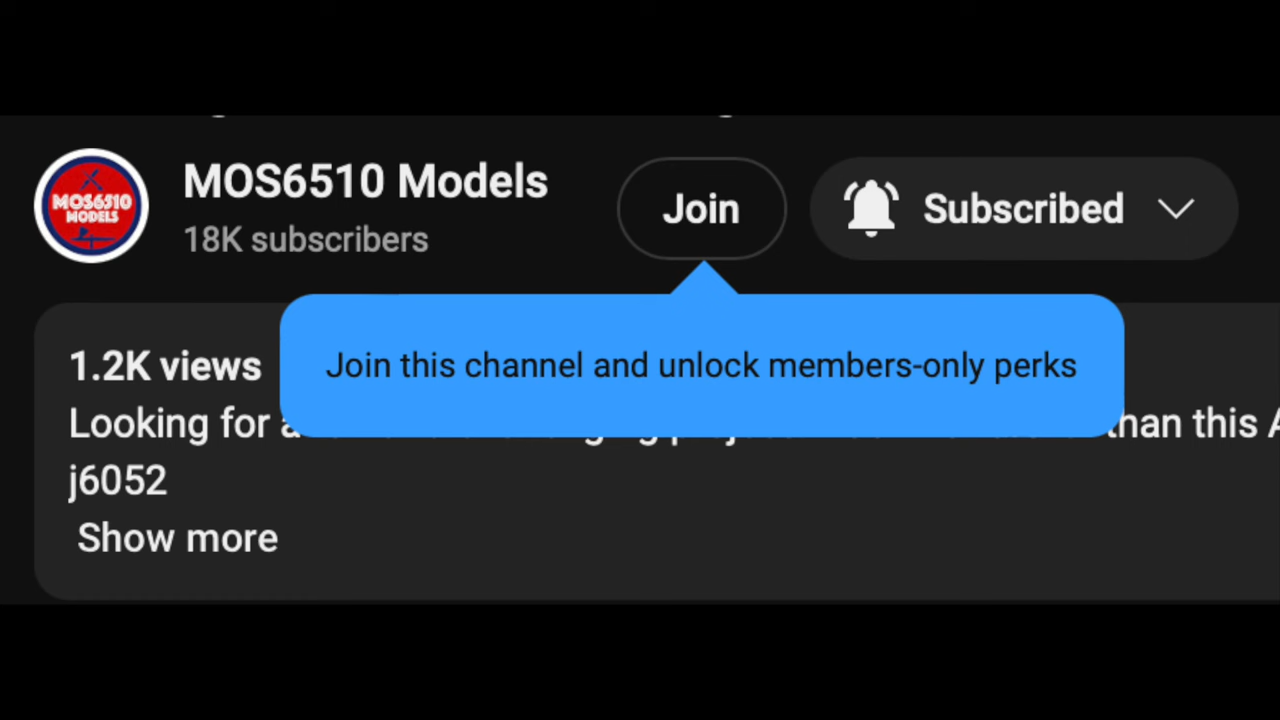 MOS6510 Models
18K subscribers
MOS6510
MODELS
Join
Subscribed
Join this channel and unlock members-only perks
1.2K views
Looking for a than this A
j6052
Show more